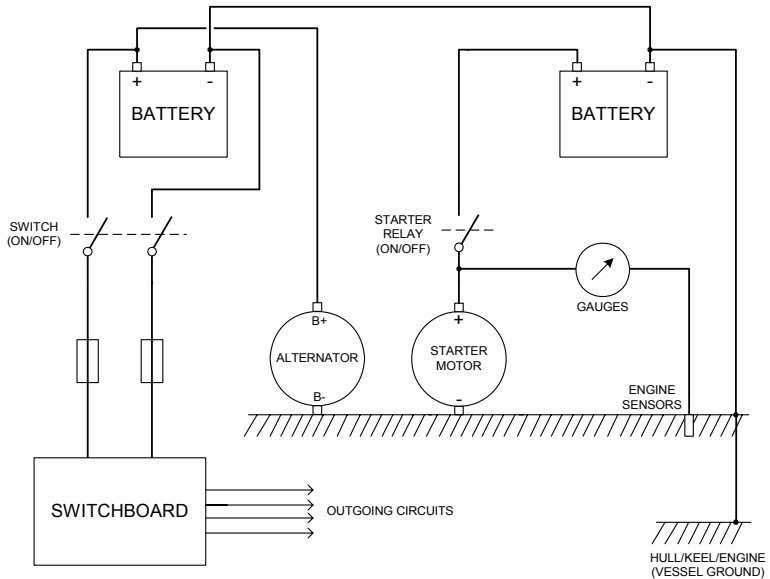 + -
BATTERY
+ -
BATTERY
SWITCH
(ON/OFF)
STARTER
RELAY
(ON/OFF)
GAUGES
B+
ALTERNATOR
B-
+
STARTER
MOTOR
-
ENGINE
SENSORS
SWITCHBOARD
OUTGOING CIRCUITS
HULL/KEEL/ENGINE
(VESSEL GROUND)